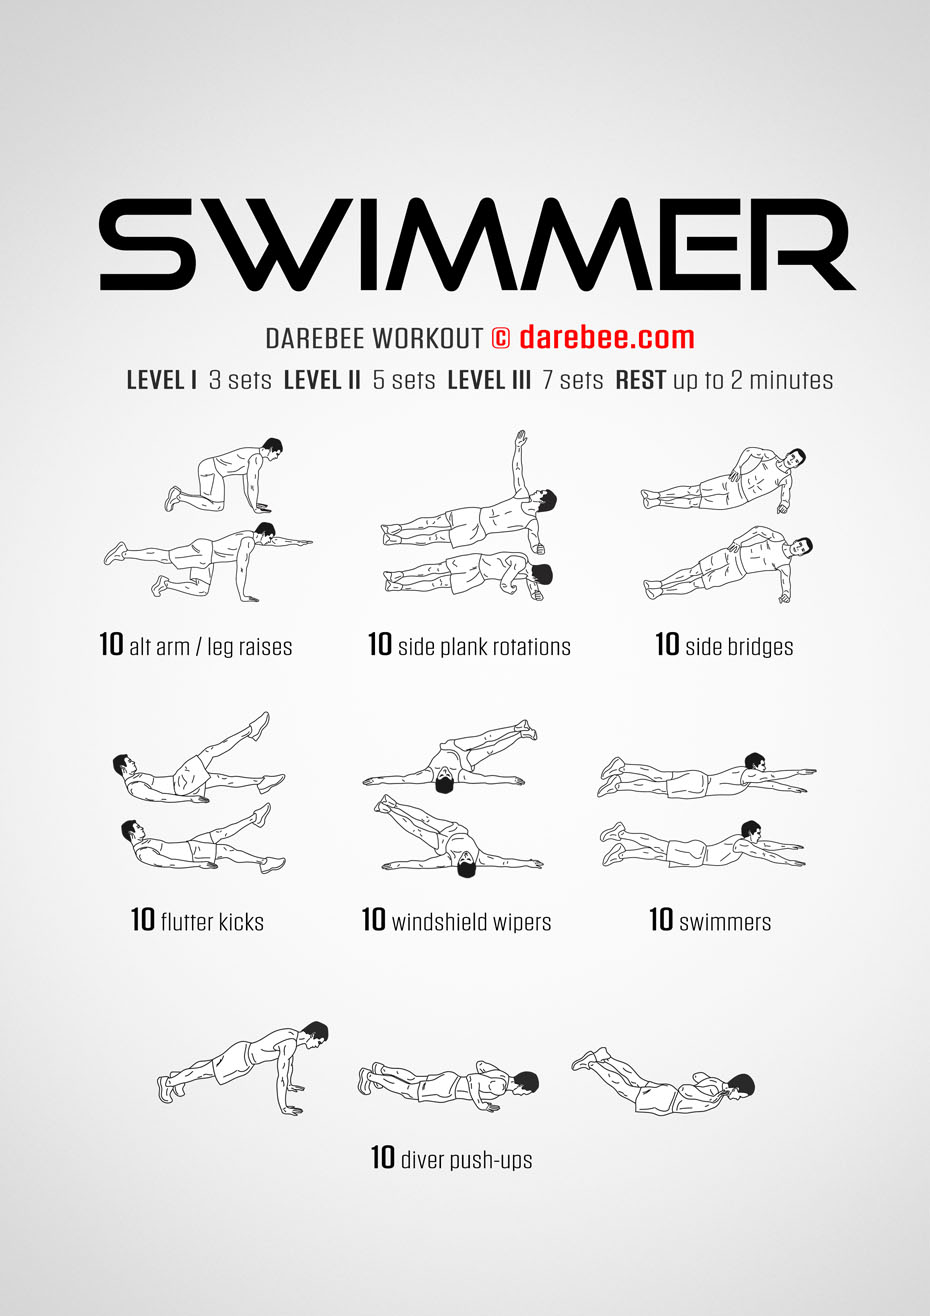 SWIMMER
DAREBEE WORKOUT © darebee.com
LEVEL I 3 sets LEVEL II 5 sets LEVEL III 7 sets REST up to 2 minutes
10 alt arm / leg raises
10 side plank rotations
10 side bridges
10 flutter kicks
10 windshield wipers
10 swimmers
10 diver push-ups